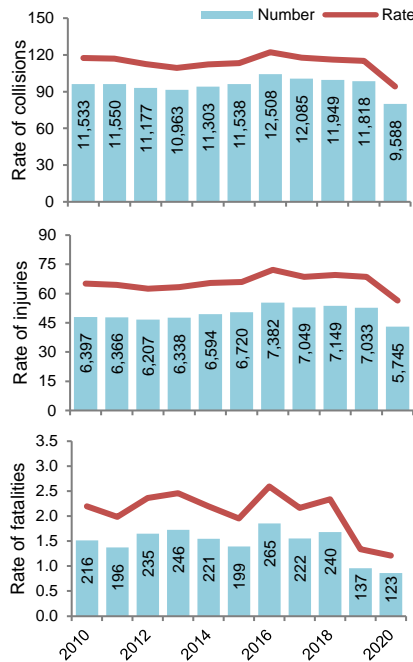 Number Rate
Rate of collisions
150
120
90
60
30
0
11,533 11,550 11,177 10,963 11,303 11,538 12,508 12,085 11,949 11,818 9,588
Rate of injuries
90
75
60
45
30
15
0
6,397 6,366 6,207 6,338 6,594 6,720 7,382 7,049 7,149 7,033 5,745
Rate of fatalities
3.5
3.0
2.5
2.0
1.5
1.0
0.5
0.0
216 196 235 246 221 199 265 222 240 137 123
2010 2012 2014 2016 2018 2020